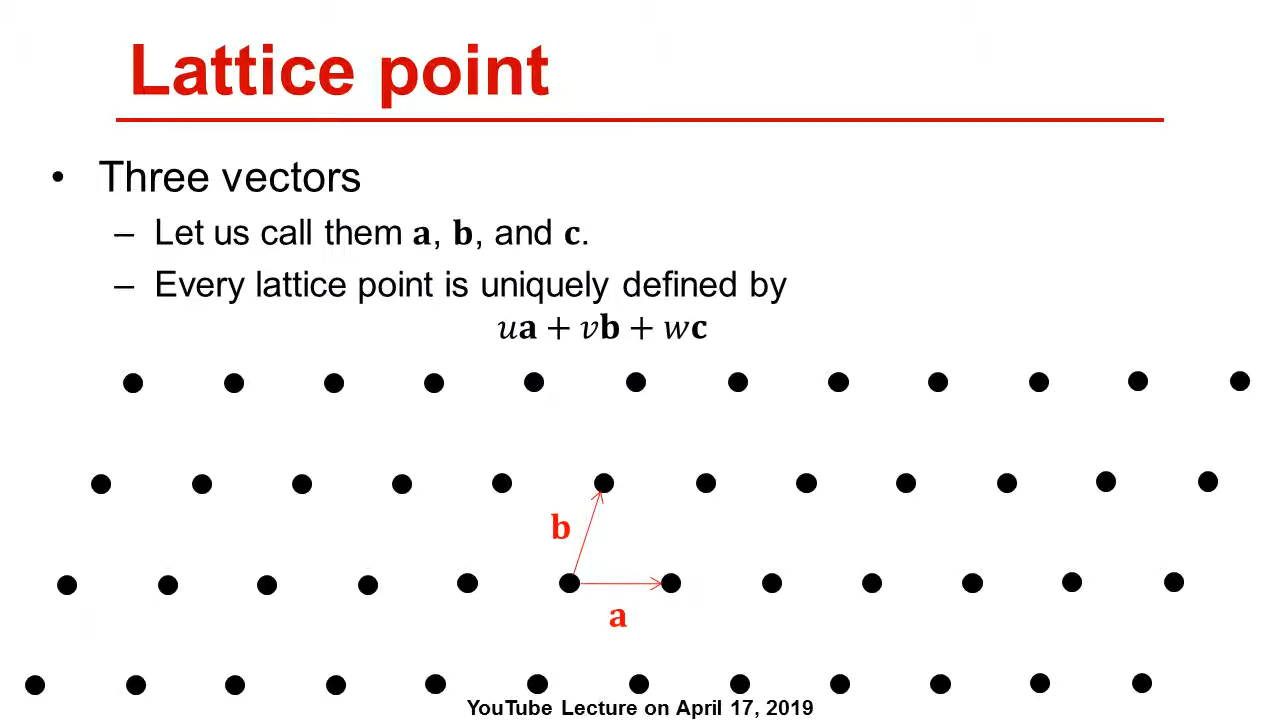 Lattice point
• Three vectors
– Let us call them 𝐚, 𝐛, and 𝐜.
– Every lattice point is uniquely defined by
𝑢𝐚 + 𝑣𝐛 + 𝑤𝐜
𝐛
𝐚
YouTube Lecture on April 17, 2019